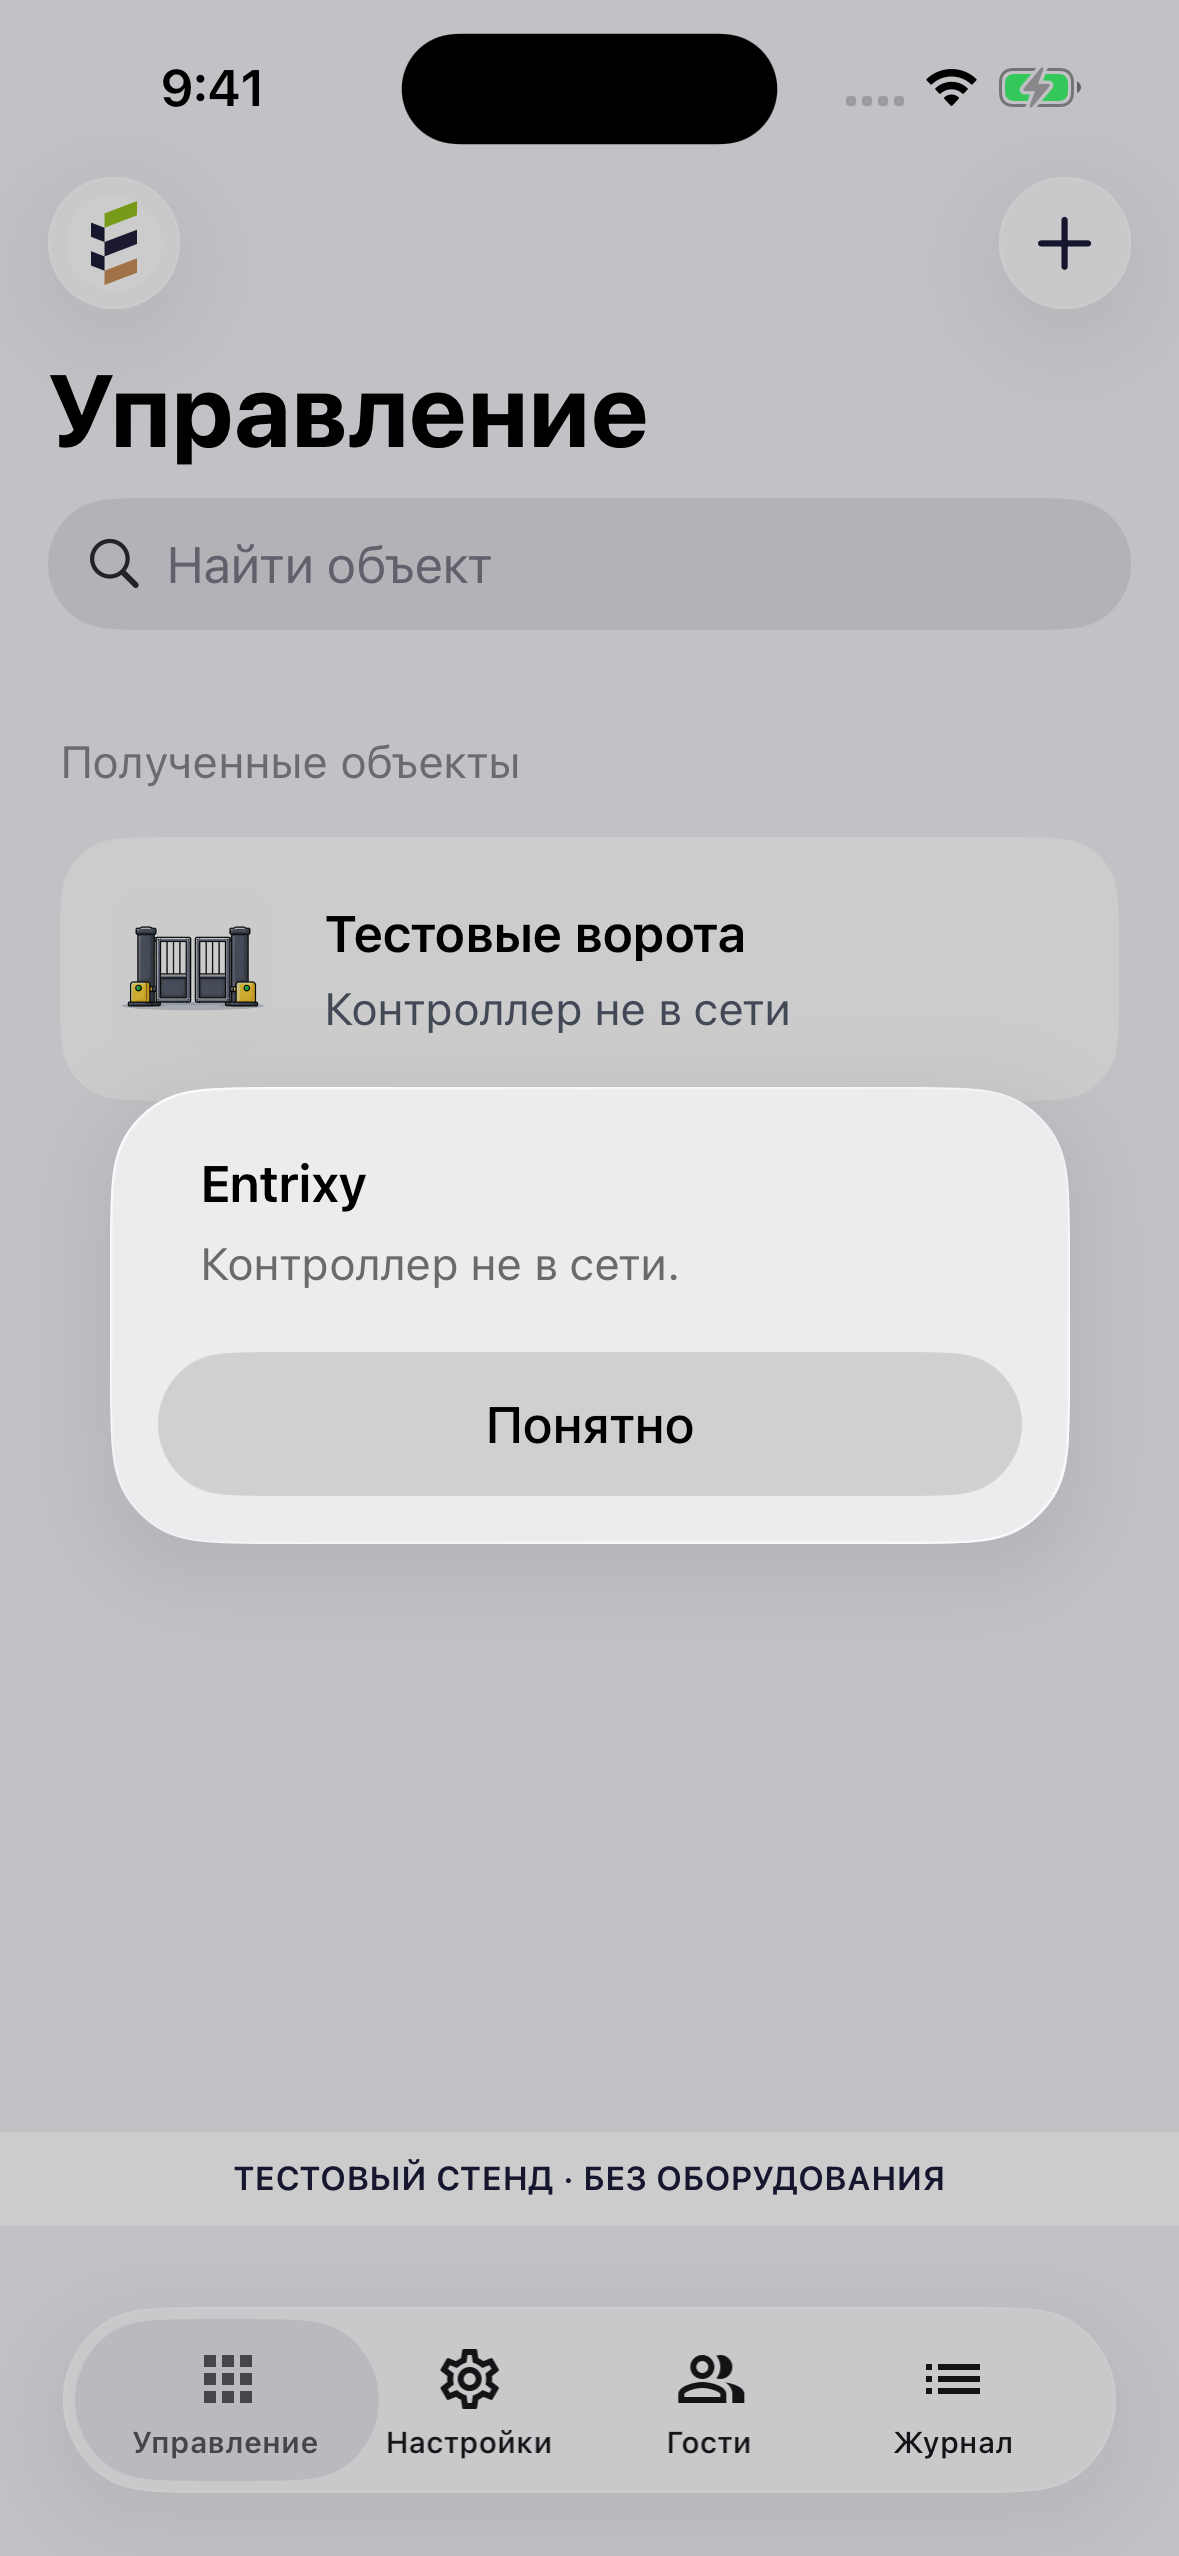 9:41
Управление
Найти объект
Полученные объекты
Тестовые ворота
Контроллер не в сети
Entrixy
Контроллер не в сети.
Понятно
ТЕСТОВЫЙ СТЕНД · БЕЗ ОБОРУДОВАНИЯ
Управление Настройки Гости Журнал